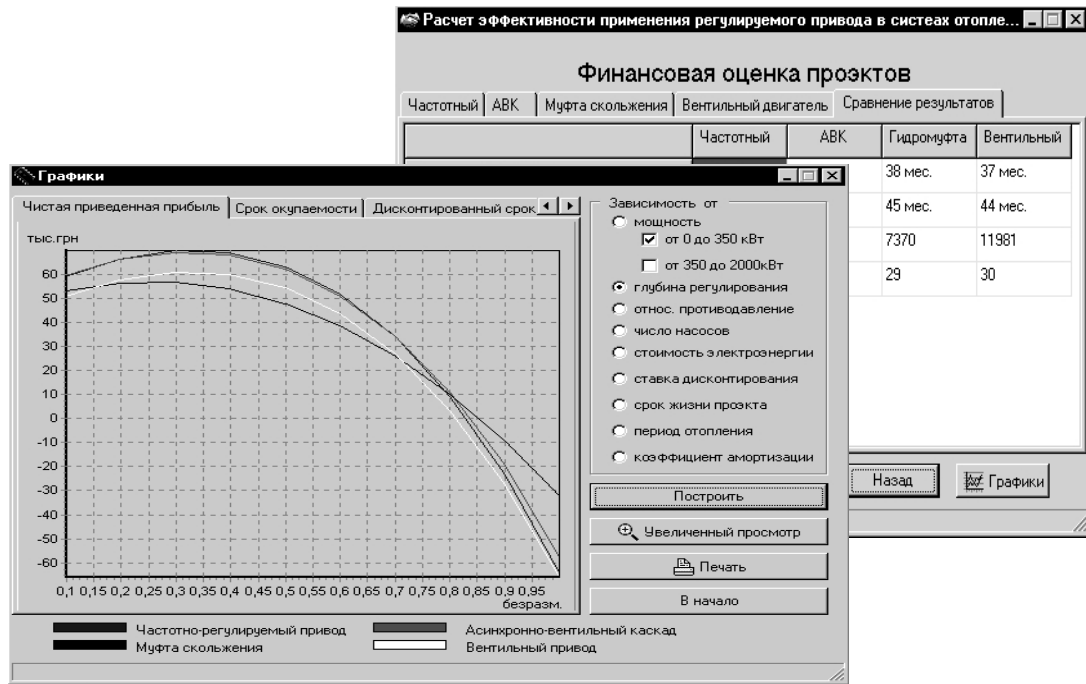 Расчет эффективности применения регулируемого привода в систеах отопле...
Финансовая оценка проэктов
Частотный АВК Муфта скольжения Вентильный двигатель Сравнение результатов
Частотный АВК Гидромуфта Вентильный
38 мес. 37 мес.
45 мес. 44 мес.
7370 11981
29 30
Назад Графики
Графики
Чистая приведенная прибыль Срок окупаемости Дисконтированный срок
тыс.грн
60
50
40
30
20
10
0
-10
-20
-30
-40
-50
-60
0,1 0,15 0,2 0,25 0,3 0,35 0,4 0,45 0,5 0,55 0,6 0,65 0,7 0,75 0,8 0,85 0,9 0,95
безразм.
Зависимость от
мощность
от 0 до 350 кВт
от 350 до 2000кВт
глубина регулирования
относ. противодавление
число насосов
стоимость электроэнергии
ставка дисконтирования
срок жизни проэкта
период отопления
коэффициент амортизации
Построить
Увеличенный просмотр
Печать
В начало
Частотно-регулируемый привод Асинхронно-вентильный каскад
Муфта скольжения Вентильный привод